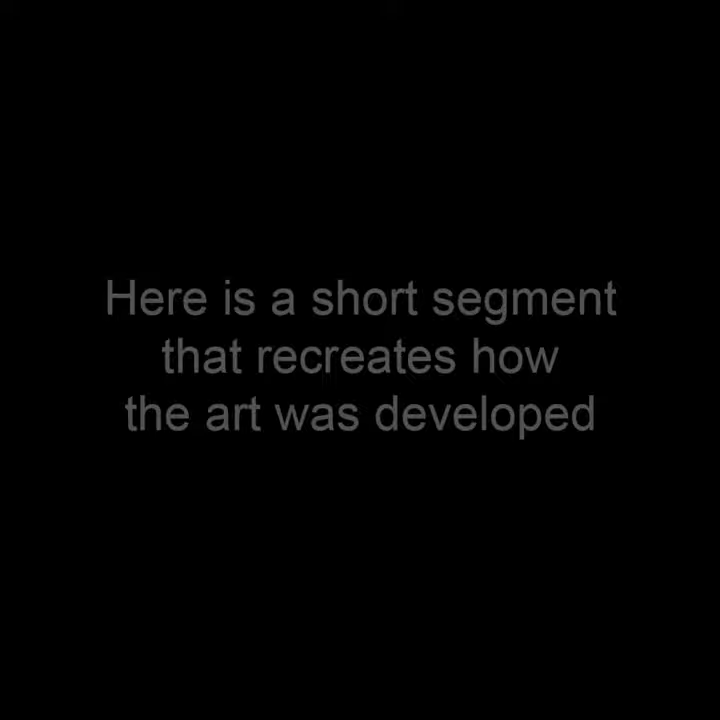 Here is a short segment
that recreates how
the art was developed